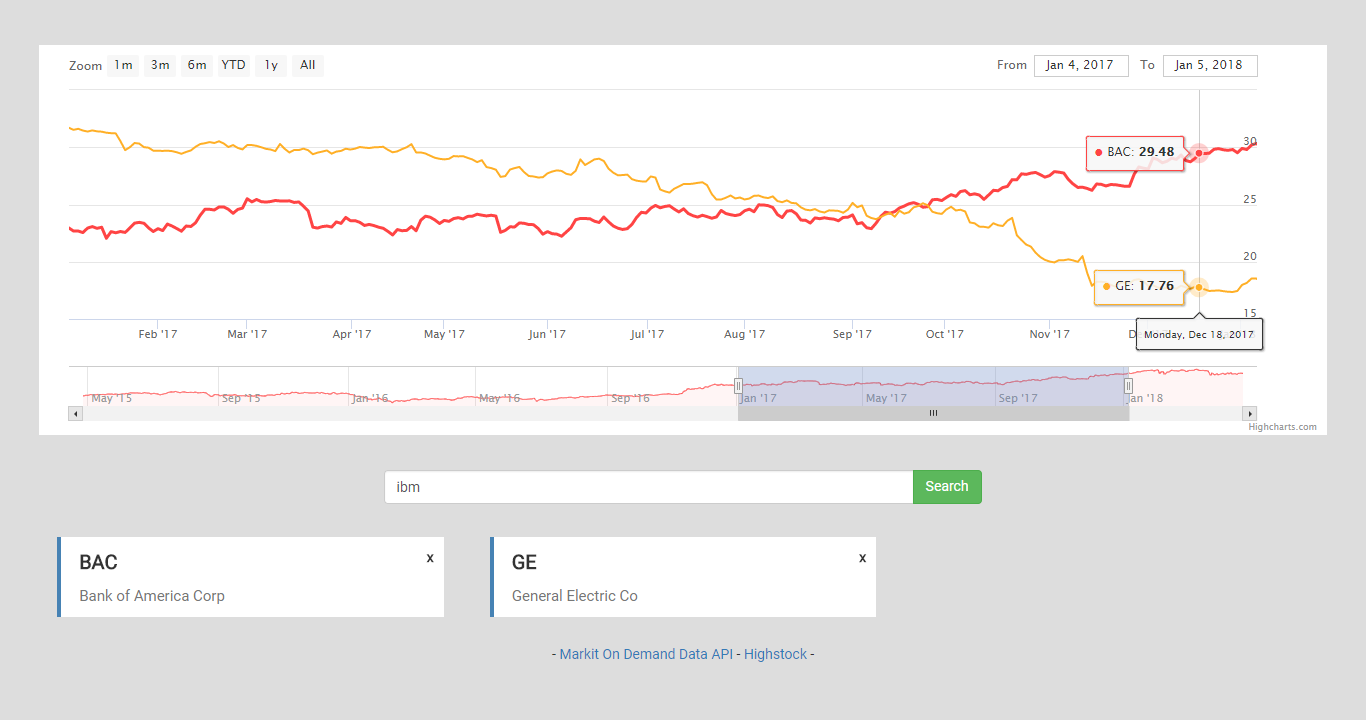 Zoom 1m 3m 6m YTD 1y All From Jan 4, 2017 To Jan 5, 2018
30
BAC: 29.48
25
20
GE: 17.76
15
Feb '17 Mar '17 Apr '17 May '17 Jun '17 Jul '17 Aug '17 Sep '17 Oct '17 Nov '17
Monday, Dec 18, 2017
May '15 Sep '15 Jan '16 May '16 Sep '16 Jan '17 May '17 Sep '17 Jan '18
Highcharts.com
ibm Search
BAC x GE x
Bank of America Corp General Electric Co
- Markit On Demand Data API - Highstock -